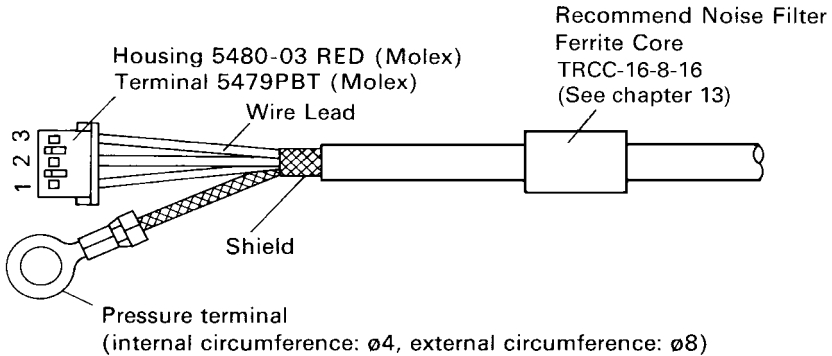 Recommend Noise Filter
Ferrite Core
TRCC-16-8-16
(See chapter 13)
Housing 5480-03 RED (Molex)
Terminal 5479PBT (Molex)
Wire Lead
3
2
1
Shield
Pressure terminal
(internal circumference: ø4, external circumference: ø8)